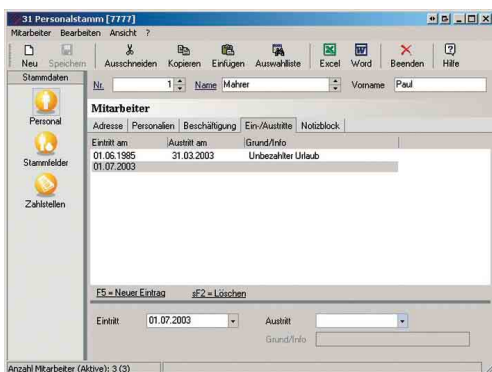 31 Personalstamm [7777]
Mitarbeiter Bearbeiten Ansicht ?
Neu Speichern Ausschneiden Kopieren Einfügen Auswahlliste Excel Word Beenden Hilfe
Stammdaten
Nr. 1 Name Mahrer Vorname Paul
Mitarbeiter
Personal
Adresse Personalien Beschäftigung Ein-/Austritte Notizblock
Eintritt am Austritt am Grund/Info
01.06.1985 31.03.2003 Unbezahlter Urlaub
01.07.2003
Stammfelder
Zahlstellen
F5 = Neuer Eintrag sF2 = Löschen
Eintritt 01.07.2003 Austritt
Grund/Info
Anzahl Mitarbeiter (Aktive): 3 (3)